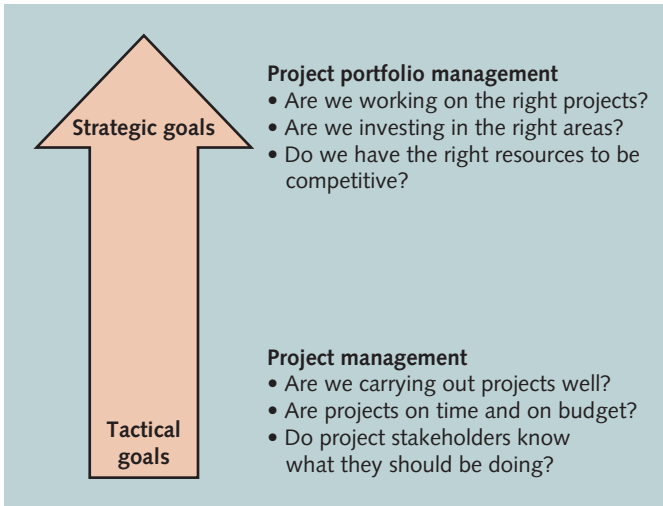 Strategic goals
Project portfolio management
• Are we working on the right projects?
• Are we investing in the right areas?
• Do we have the right resources to be
competitive?
Tactical
goals
Project management
• Are we carrying out projects well?
• Are projects on time and on budget?
• Do project stakeholders know
what they should be doing?